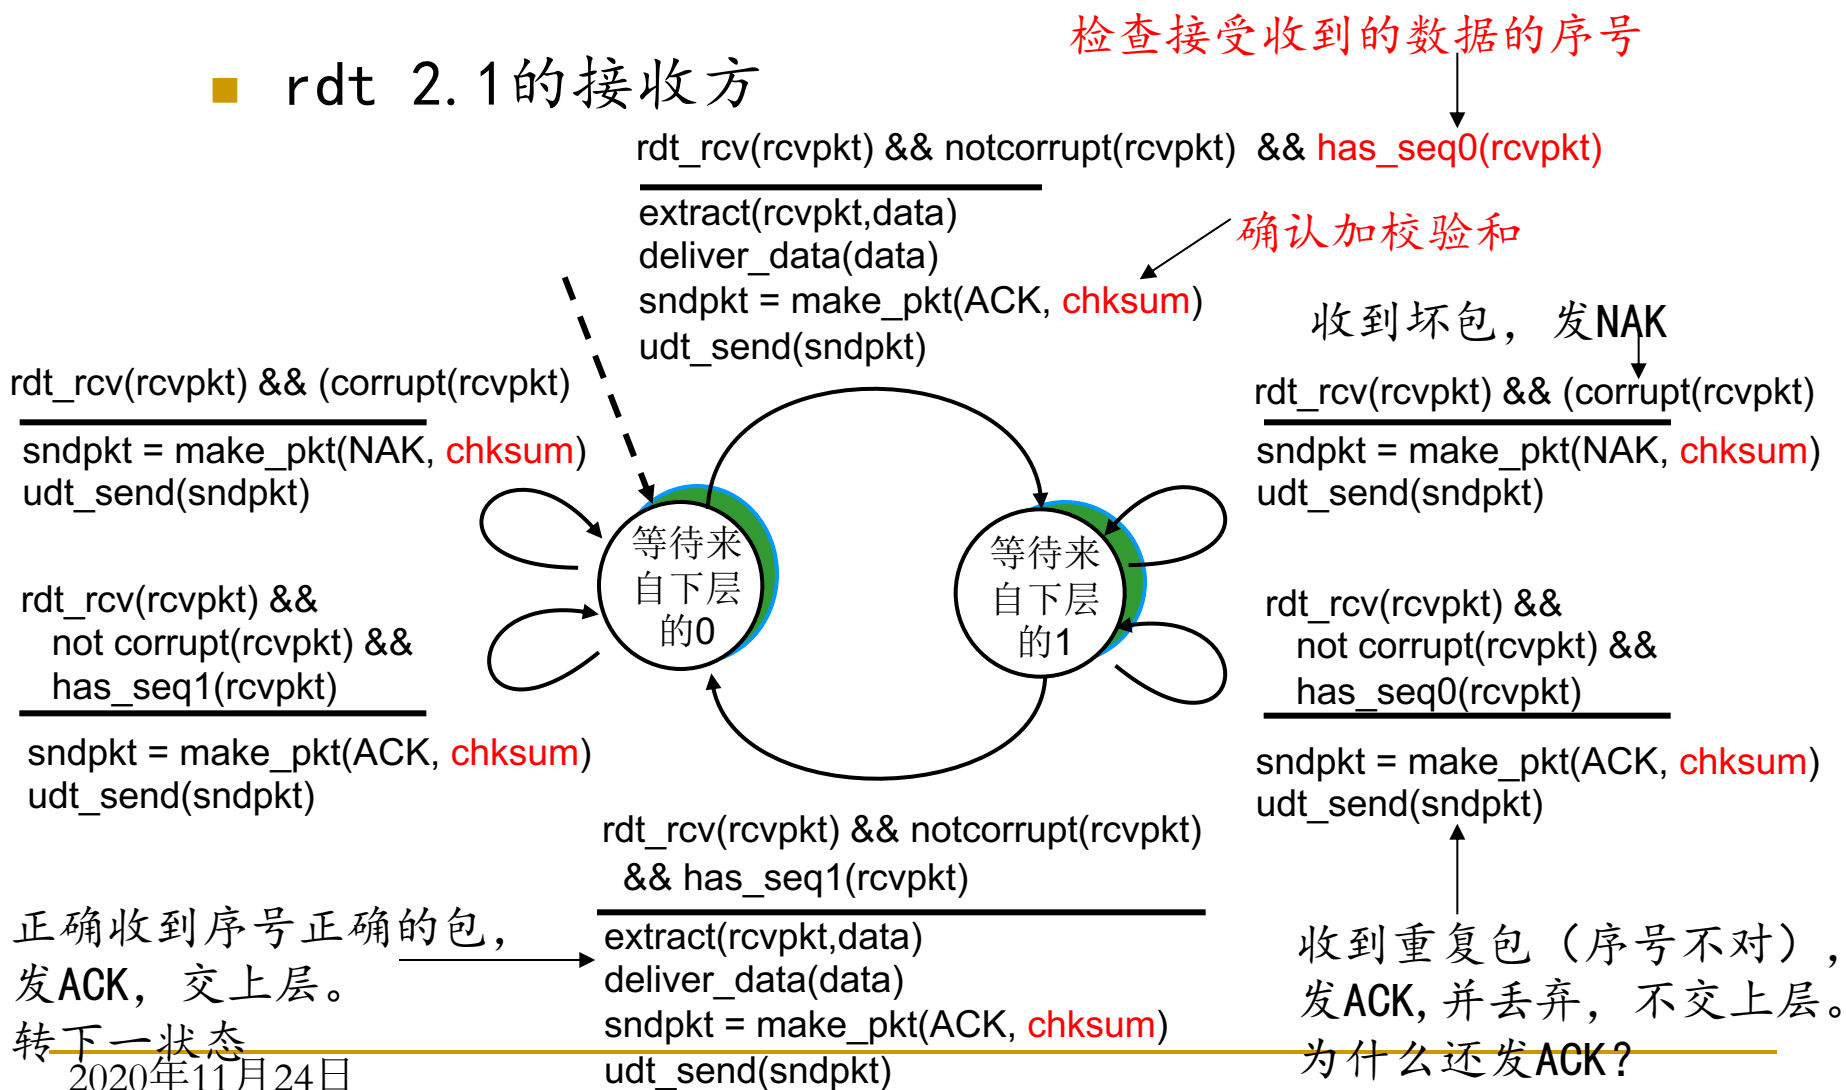 检查接受收到的数据的序号
rdt 2.1的接收方
rdt_rcv(rcvpkt) && notcorrupt(rcvpkt) && has_seq0(rcvpkt)
extract(rcvpkt,data)
deliver_data(data)
sndpkt = make_pkt(ACK, chksum)
udt_send(sndpkt)
确认加校验和
收到坏包，发NAK
rdt_rcv(rcvpkt) && (corrupt(rcvpkt)
sndpkt = make_pkt(NAK, chksum)
udt_send(sndpkt)
rdt_rcv(rcvpkt) && (corrupt(rcvpkt)
sndpkt = make_pkt(NAK, chksum)
udt_send(sndpkt)
等待来
自下层
的0
等待来
自下层
的1
rdt_rcv(rcvpkt) &&
not corrupt(rcvpkt) &&
has_seq1(rcvpkt)
sndpkt = make_pkt(ACK, chksum)
udt_send(sndpkt)
rdt_rcv(rcvpkt) &&
not corrupt(rcvpkt) &&
has_seq0(rcvpkt)
sndpkt = make_pkt(ACK, chksum)
udt_send(sndpkt)
rdt_rcv(rcvpkt) && notcorrupt(rcvpkt)
&& has_seq1(rcvpkt)
extract(rcvpkt,data)
deliver_data(data)
sndpkt = make_pkt(ACK, chksum)
udt_send(sndpkt)
正确收到序号正确的包，
发ACK，交上层。
转下一状态
收到重复包（序号不对），
发ACK,并丢弃，不交上层。
为什么还发ACK？
2020年11月24日